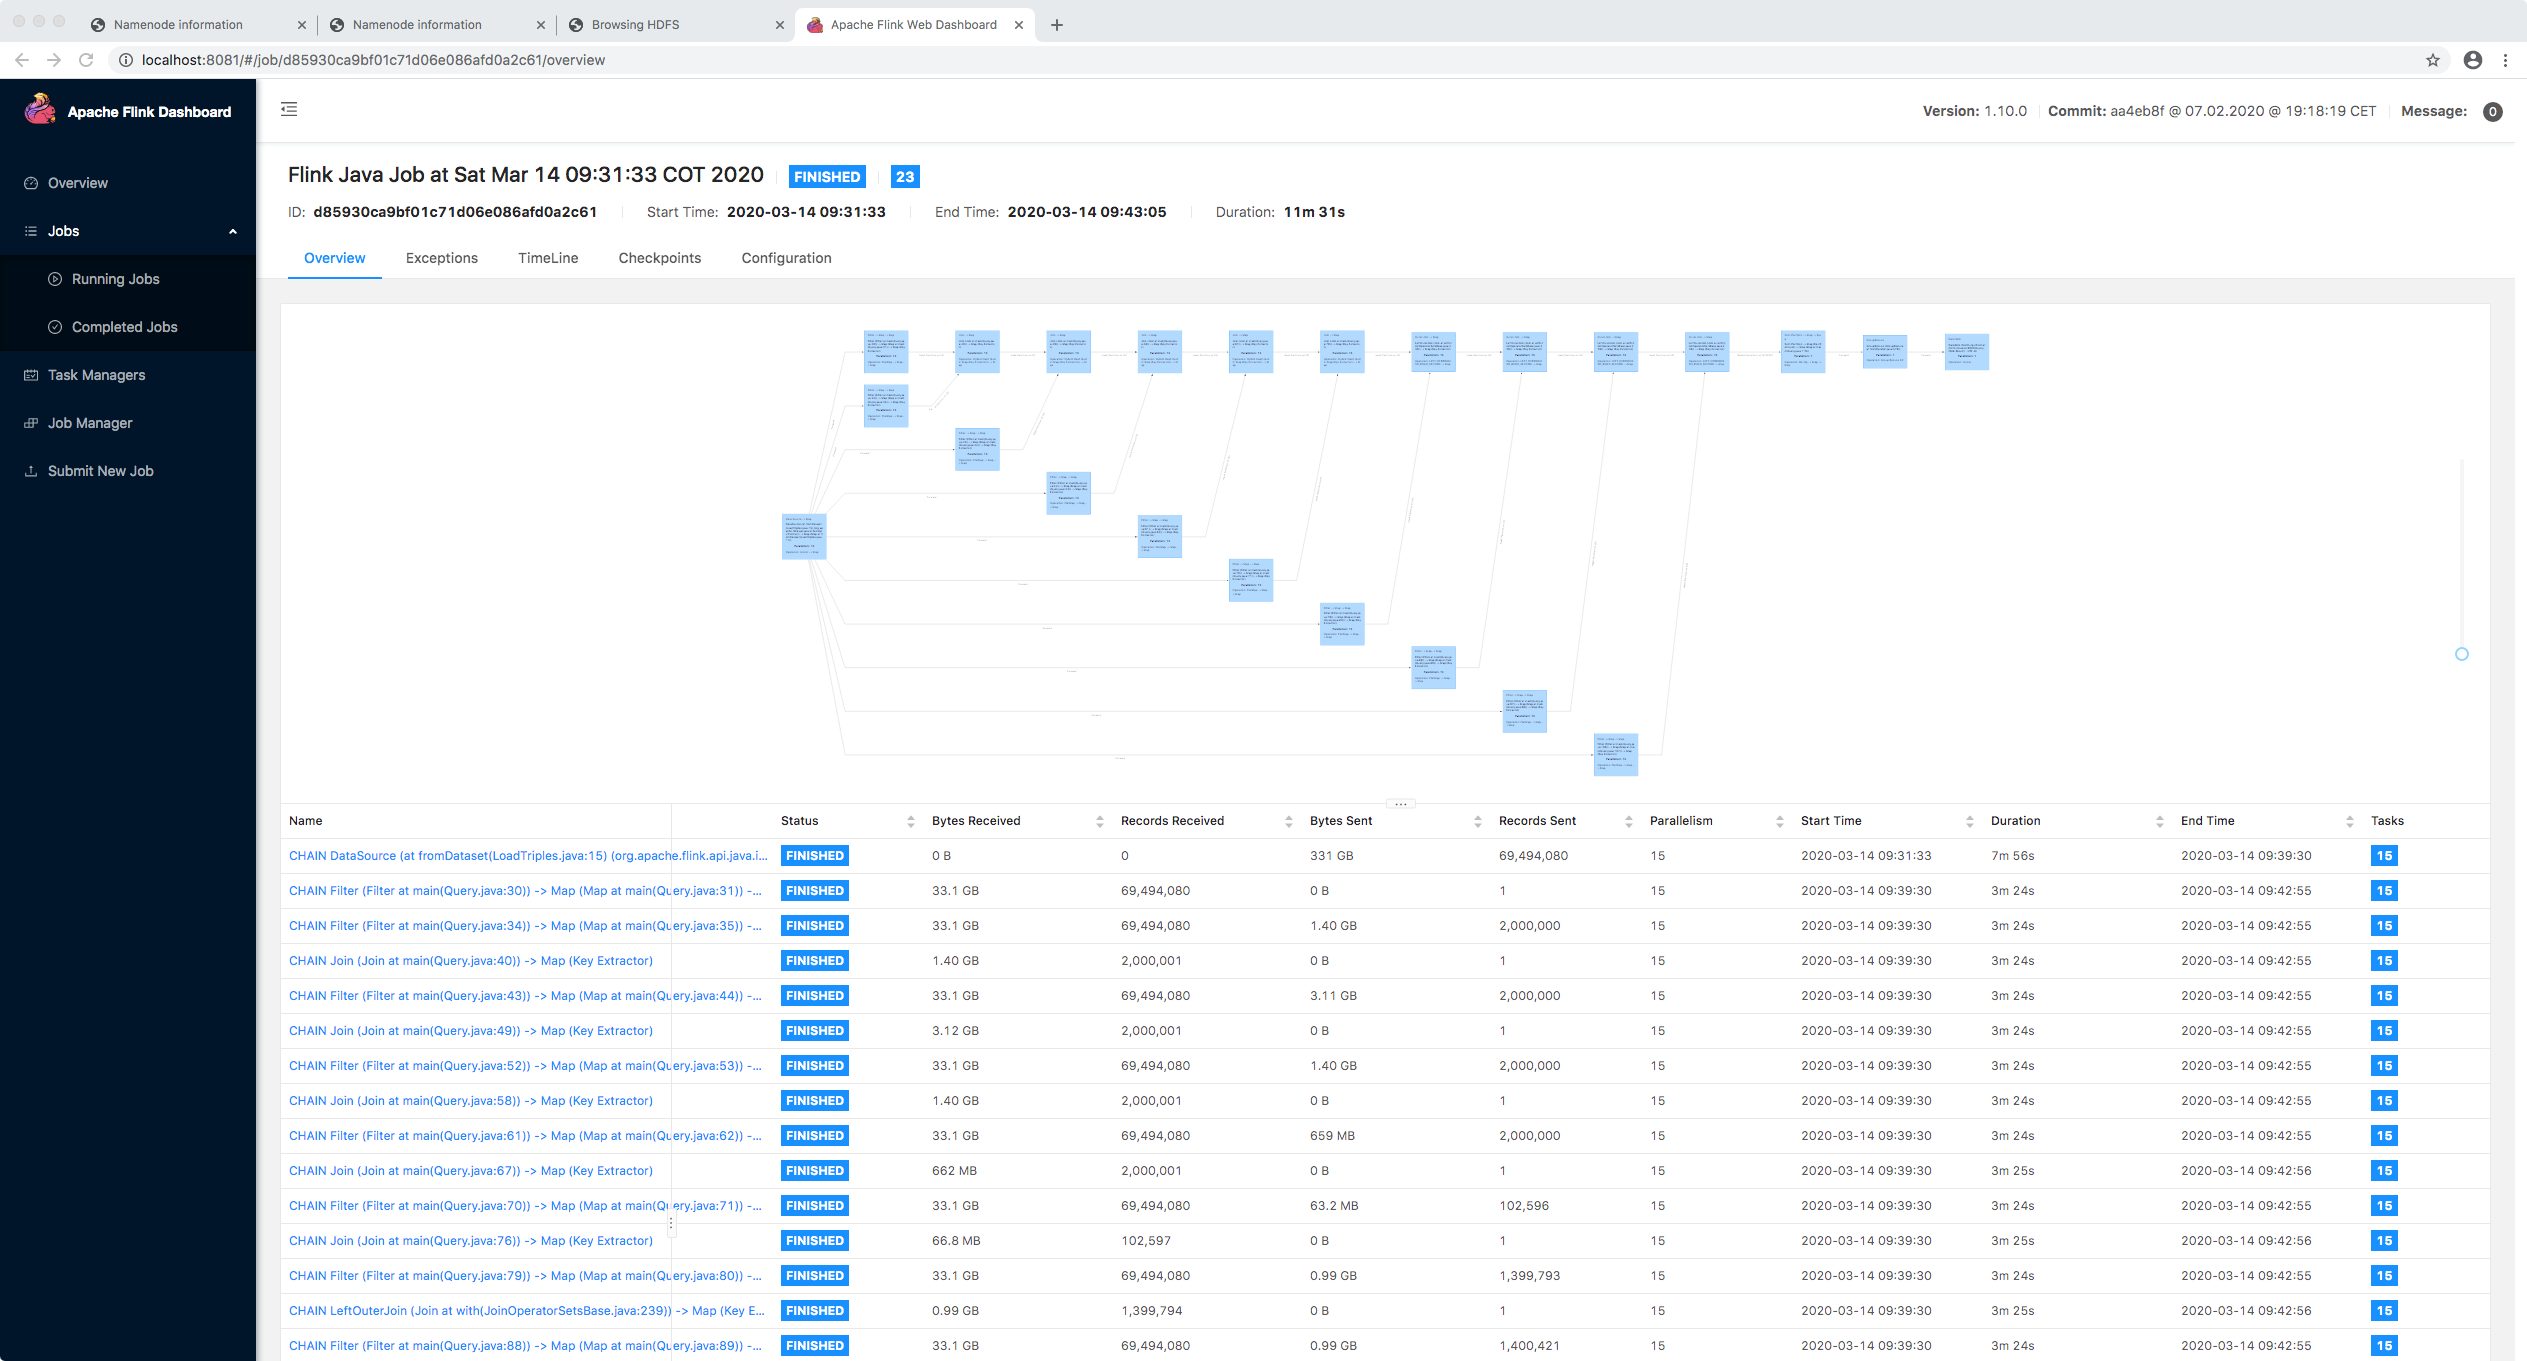 Namenode information
Namenode information
Browsing HDFS
Apache Flink Web Dashboard
localhost:8081/#/job/d85930ca9bf01c71d06e086afd0a2c61/overview
Apache Flink Dashboard
Version: 1.10.0 Commit: aa4eb8f @ 07.02.2020 @ 19:18:19 CET Message: 0
Overview
Jobs
Running Jobs
Completed Jobs
Task Managers
Job Manager
Submit New Job
Flink Java Job at Sat Mar 14 09:31:33 COT 2020 FINISHED 23
ID: d85930ca9bf01c71d06e086afd0a2c61 Start Time: 2020-03-14 09:31:33 End Time: 2020-03-14 09:43:05 Duration: 11m 31s
Overview Exceptions TimeLine Checkpoints Configuration
Name Status Bytes Received Records Received Bytes Sent Records Sent Parallelism Start Time Duration End Time Tasks
CHAIN DataSource (at fromDataset(LoadTriples.java:15) (org.apache.flink.api.java.i... FINISHED 0 B 0 331 GB 69,494,080 15 2020-03-14 09:31:33 7m 56s 2020-03-14 09:39:30 15
CHAIN Filter (Filter at main(Query.java:30)) -> Map (Map at main(Query.java:31)) -... FINISHED 33.1 GB 69,494,080 0 B 1 15 2020-03-14 09:39:30 3m 24s 2020-03-14 09:42:55 15
CHAIN Filter (Filter at main(Query.java:34)) -> Map (Map at main(Query.java:35)) -... FINISHED 33.1 GB 69,494,080 1.40 GB 2,000,000 15 2020-03-14 09:39:30 3m 24s 2020-03-14 09:42:55 15
CHAIN Join (Join at main(Query.java:40)) -> Map (Key Extractor) FINISHED 1.40 GB 2,000,001 0 B 1 15 2020-03-14 09:39:30 3m 24s 2020-03-14 09:42:55 15
CHAIN Filter (Filter at main(Query.java:43)) -> Map (Map at main(Query.java:44)) -... FINISHED 33.1 GB 69,494,080 3.11 GB 2,000,000 15 2020-03-14 09:39:30 3m 24s 2020-03-14 09:42:55 15
CHAIN Join (Join at main(Query.java:49)) -> Map (Key Extractor) FINISHED 3.12 GB 2,000,001 0 B 1 15 2020-03-14 09:39:30 3m 24s 2020-03-14 09:42:55 15
CHAIN Filter (Filter at main(Query.java:52)) -> Map (Map at main(Query.java:53)) -... FINISHED 33.1 GB 69,494,080 1.40 GB 2,000,000 15 2020-03-14 09:39:30 3m 24s 2020-03-14 09:42:55 15
CHAIN Join (Join at main(Query.java:58)) -> Map (Key Extractor) FINISHED 1.40 GB 2,000,001 0 B 1 15 2020-03-14 09:39:30 3m 24s 2020-03-14 09:42:55 15
CHAIN Filter (Filter at main(Query.java:61)) -> Map (Map at main(Query.java:62)) -... FINISHED 33.1 GB 69,494,080 659 MB 2,000,000 15 2020-03-14 09:39:30 3m 24s 2020-03-14 09:42:55 15
CHAIN Join (Join at main(Query.java:67)) -> Map (Key Extractor) FINISHED 662 MB 2,000,001 0 B 1 15 2020-03-14 09:39:30 3m 25s 2020-03-14 09:42:56 15
CHAIN Filter (Filter at main(Query.java:70)) -> Map (Map at main(Query.java:71)) -... FINISHED 33.1 GB 69,494,080 63.2 MB 102,596 15 2020-03-14 09:39:30 3m 24s 2020-03-14 09:42:55 15
CHAIN Join (Join at main(Query.java:76)) -> Map (Key Extractor) FINISHED 66.8 MB 102,597 0 B 1 15 2020-03-14 09:39:30 3m 25s 2020-03-14 09:42:56 15
CHAIN Filter (Filter at main(Query.java:79)) -> Map (Map at main(Query.java:80)) -... FINISHED 33.1 GB 69,494,080 0.99 GB 1,399,793 15 2020-03-14 09:39:30 3m 24s 2020-03-14 09:42:55 15
CHAIN LeftOuterJoin (Join at with(JoinOperatorSetsBase.java:239)) -> Map (Key E... FINISHED 0.99 GB 1,399,794 0 B 1 15 2020-03-14 09:39:30 3m 25s 2020-03-14 09:42:56 15
CHAIN Filter (Filter at main(Query.java:88)) -> Map (Map at main(Query.java:89)) -... FINISHED 33.1 GB 69,494,080 0.99 GB 1,400,421 15 2020-03-14 09:39:30 3m 24s 2020-03-14 09:42:55 15